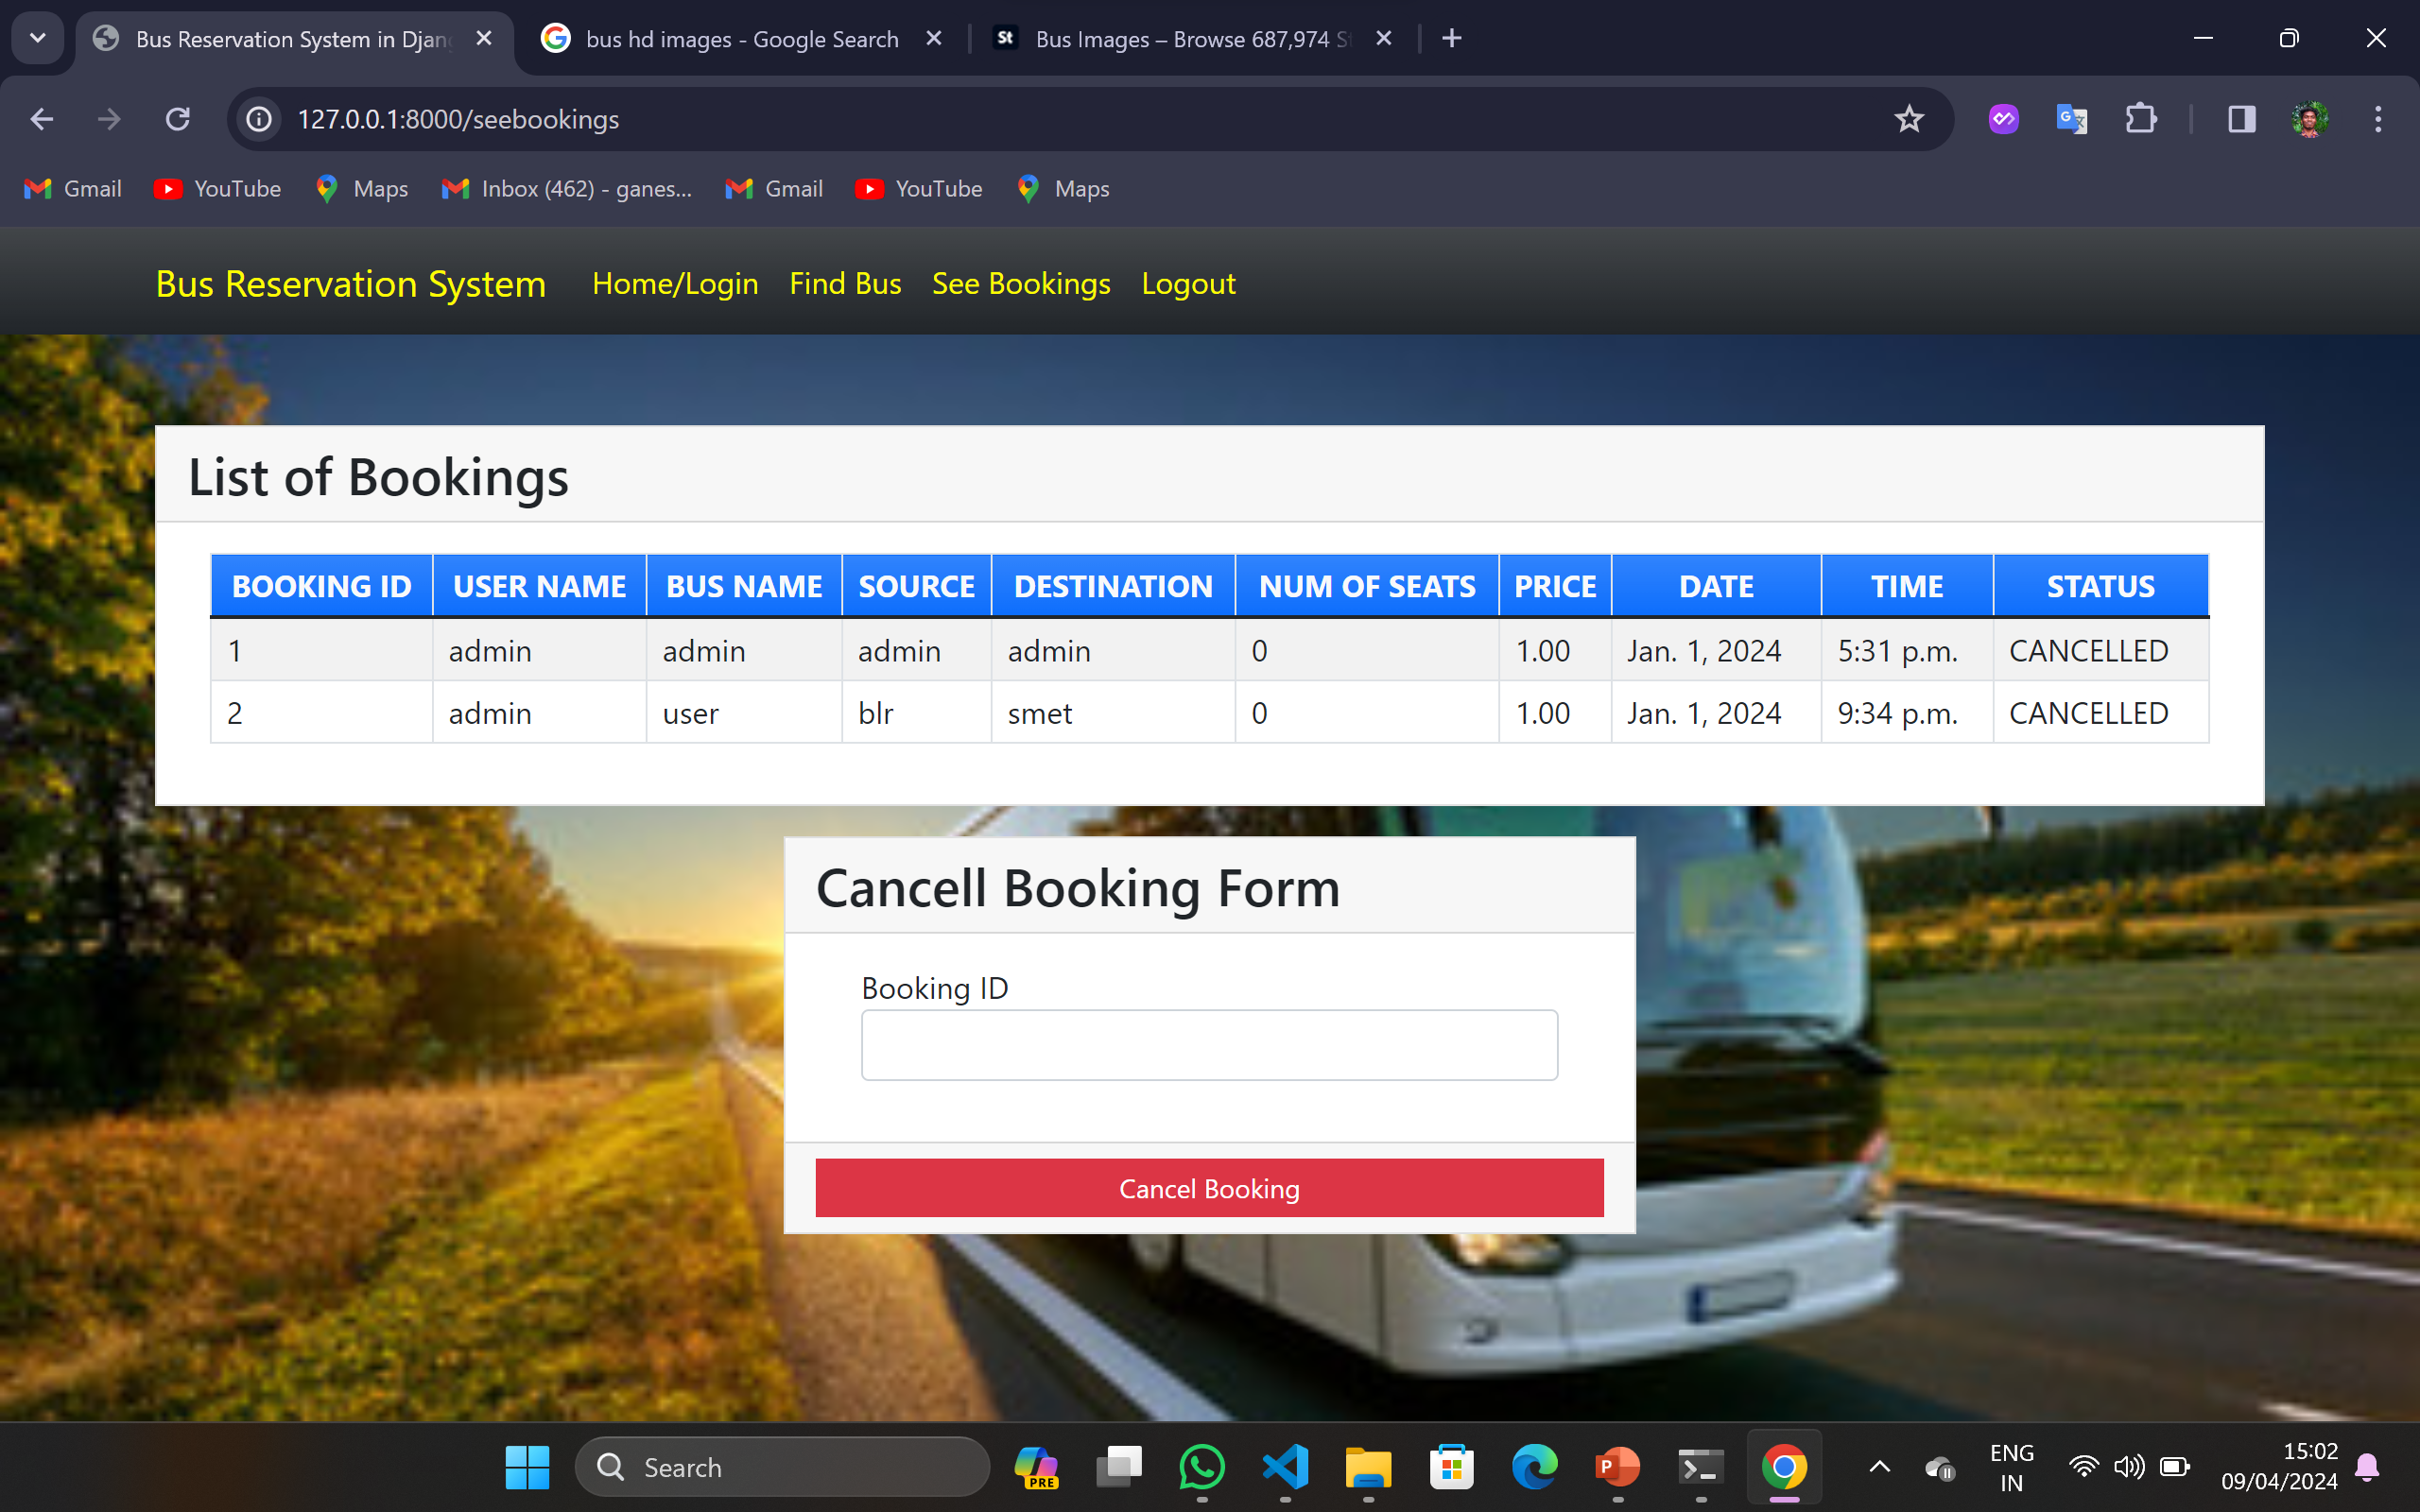 Bus Reservation System in Djan
bus hd images - Google Search
St
Bus Images – Browse 687,974 S
127.0.0.1:8000/seebookings
Gmail YouTube Maps Inbox (462) - ganes... Gmail YouTube Maps
Bus Reservation System Home/Login Find Bus See Bookings Logout
List of Bookings
BOOKING ID USER NAME BUS NAME SOURCE DESTINATION NUM OF SEATS PRICE DATE TIME STATUS
1 admin admin admin admin 0 1.00 Jan. 1, 2024 5:31 p.m. CANCELLED
2 admin user blr smet 0 1.00 Jan. 1, 2024 9:34 p.m. CANCELLED
Cancell Booking Form
Booking ID
Cancel Booking
Search
PRE
ENG
IN
15:02
09/04/2024